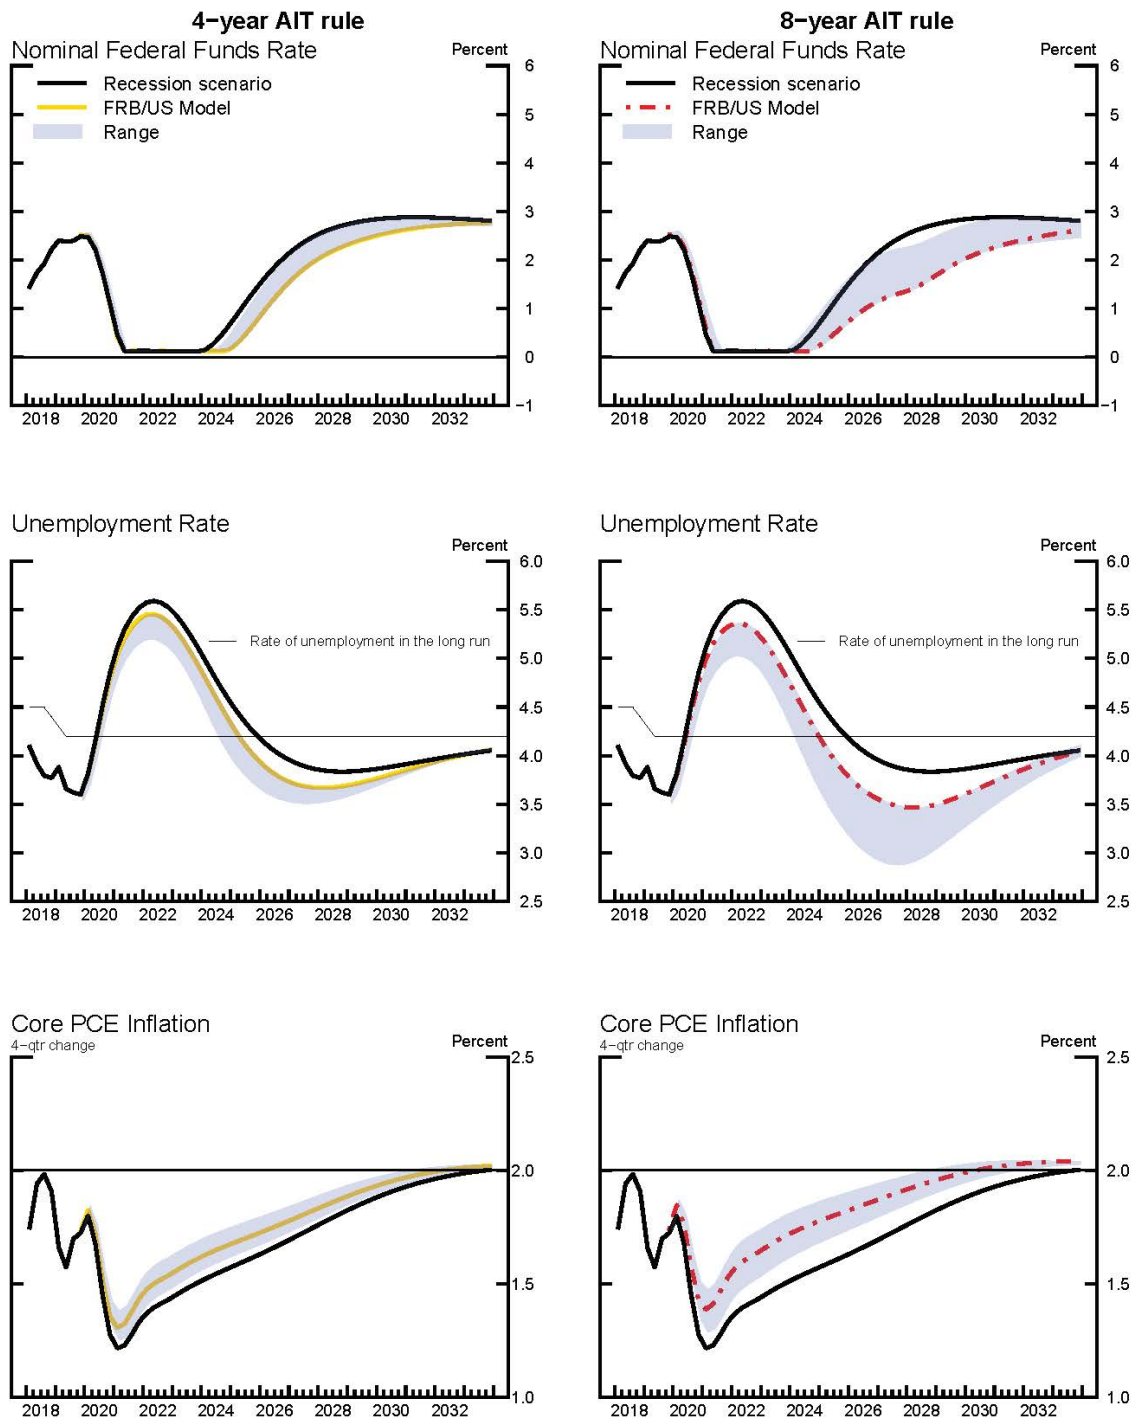 4−year AIT rule
Nominal Federal Funds Rate
Percent
Recession scenario
FRB/US Model
Range
6
5
4
3
2
1
0
−1
2018 2020 2022 2024 2026 2028 2030 2032
8−year AIT rule
Nominal Federal Funds Rate
Percent
Recession scenario
FRB/US Model
Range
6
5
4
3
2
1
0
−1
2018 2020 2022 2024 2026 2028 2030 2032
Unemployment Rate
Percent
Rate of unemployment in the long run
6.0
5.5
5.0
4.5
4.0
3.5
3.0
2.5
2018 2020 2022 2024 2026 2028 2030 2032
Unemployment Rate
Percent
Rate of unemployment in the long run
6.0
5.5
5.0
4.5
4.0
3.5
3.0
2.5
2018 2020 2022 2024 2026 2028 2030 2032
Core PCE Inflation
4−qtr change
Percent
2.5
2.0
1.5
1.0
2018 2020 2022 2024 2026 2028 2030 2032
Core PCE Inflation
4−qtr change
Percent
2.5
2.0
1.5
1.0
2018 2020 2022 2024 2026 2028 2030 2032